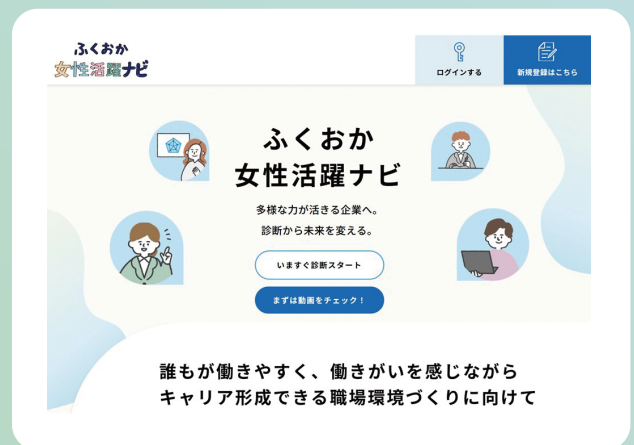 ふくおか
女性活躍ナビ
ログインする
新規登録はこちら
ふくおか
女性活躍ナビ
多様な力が活きる企業へ。
診断から未来を変える。
いますぐ診断スタート
まずは動画をチェック！
誰もが働きやすく、働きがいを感じながら
キャリア形成できる職場環境づくりに向けて